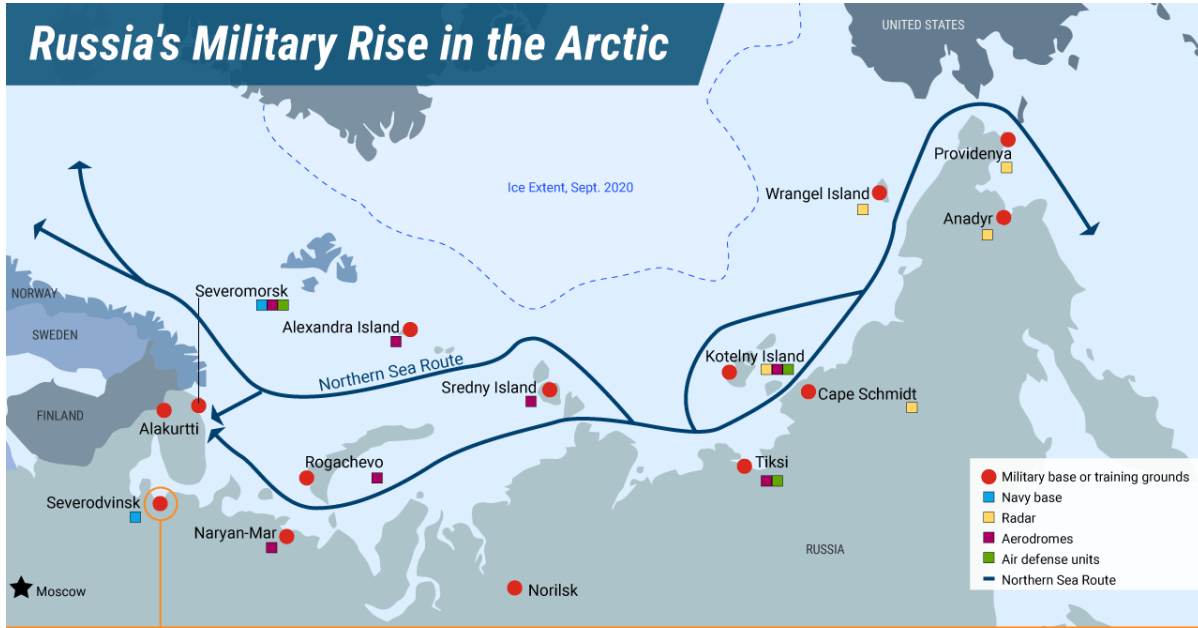 Russia's Military Rise in the Arctic
UNITED STATES
Ice Extent, Sept. 2020
Providenya
Wrangel Island
Anadyr
NORWAY
Severomorsk
SWEDEN
Alexandra Island
Northern Sea Route
Kotelny Island
Sredny Island
Cape Schmidt
FINLAND
Alakurtti
Rogachevo
Tiksi
Severodvinsk
Naryan-Mar
RUSSIA
Norilsk
Moscow
Military base or training grounds
Navy base
Radar
Aerodromes
Air defense units
Northern Sea Route